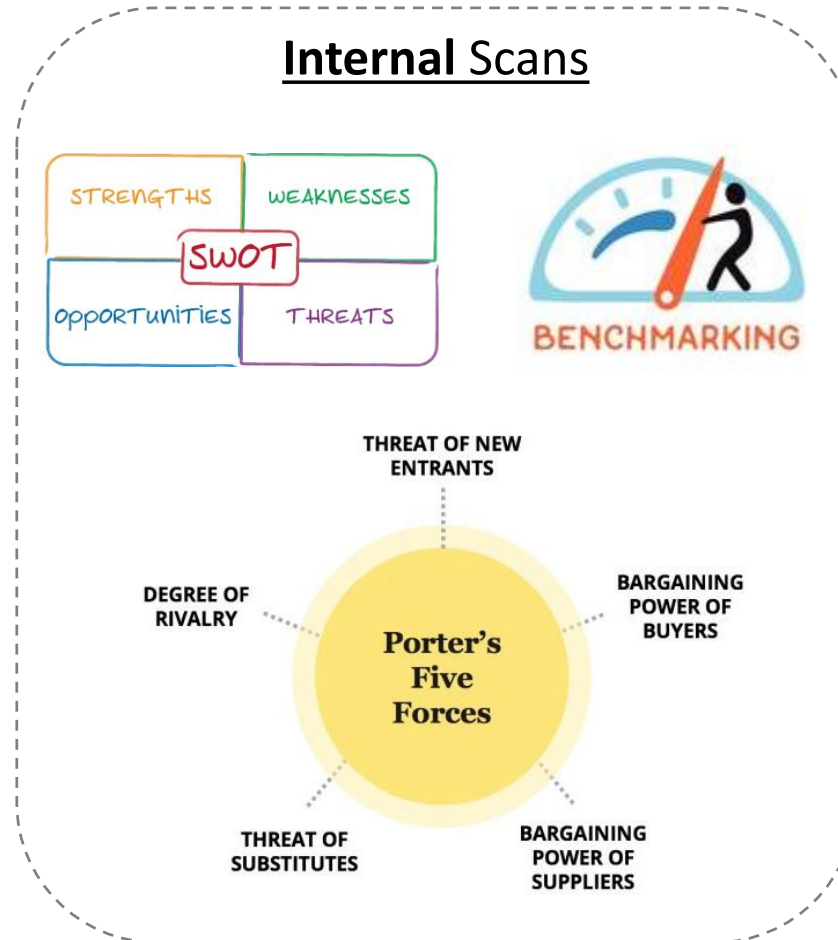 Internal Scans
STRENGTHS
WEAKNESSES
SWOT
OPPORTUNITIES
THREATS
BENCHMARKING
THREAT OF NEW
ENTRANTS
DEGREE OF
RIVALRY
BARGAINING
POWER OF
BUYERS
Porter's
Five
Forces
THREAT OF
SUBSTITUTES
BARGAINING
POWER OF
SUPPLIERS